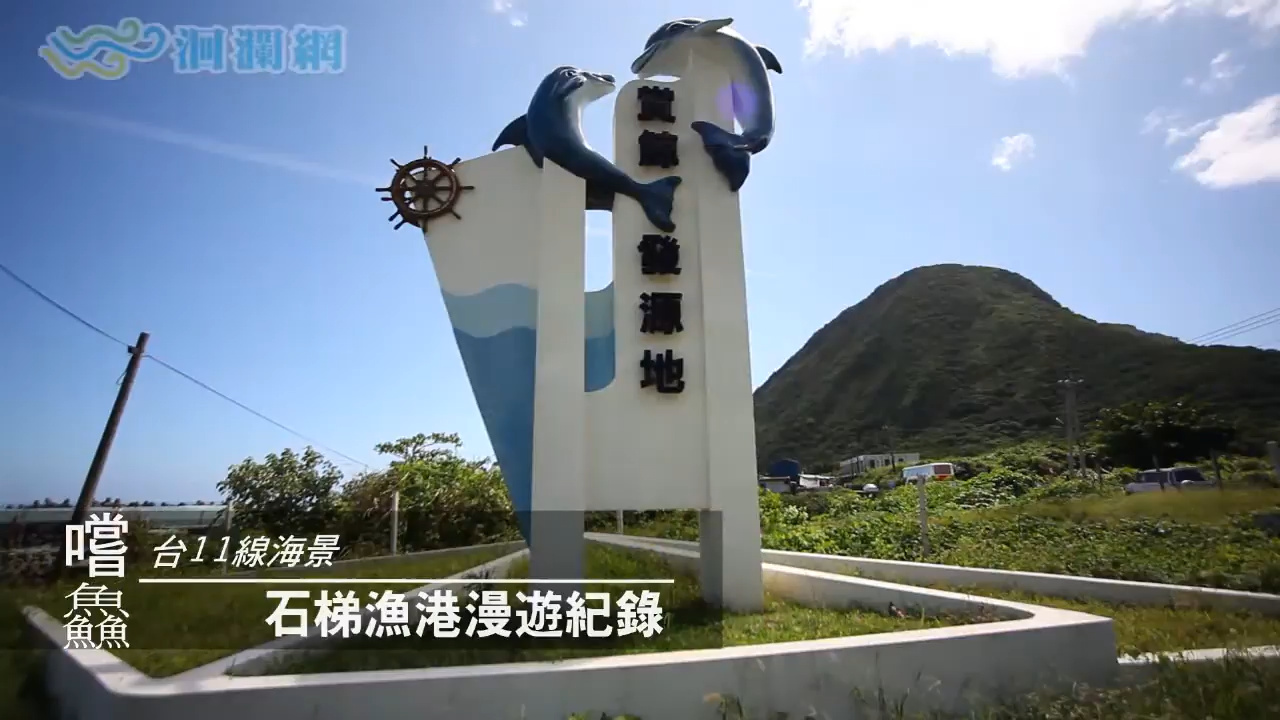 洄瀾網
賞鯨發源地
嚐鱻
台11線海景
石梯漁港漫遊紀錄